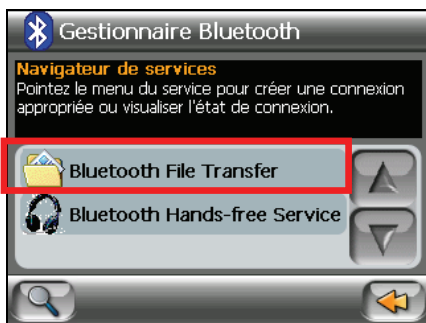 Gestionnaire Bluetooth
Navigateur de services
Pointez le menu du service pour créer une connexion
appropriée ou visualiser l'état de connexion.
Bluetooth File Transfer
Bluetooth Hands-free Service